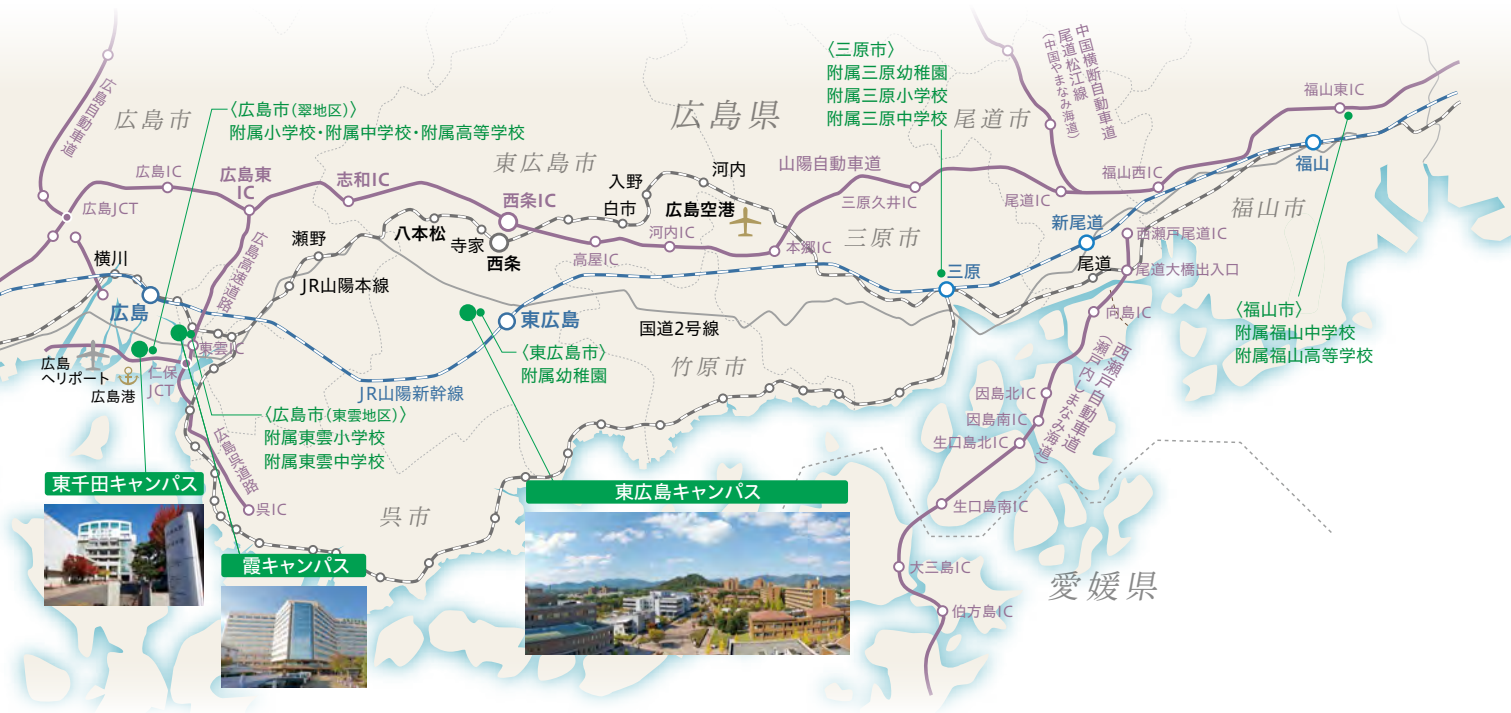 〈三原市〉
附属三原幼稚園
附属三原小学校
附属三原中学校
中国横断自動車道
尾道松江線
(中国やまなみ海道)
広島自動車道
広島市
〈広島市(翠地区)〉
附属小学校・附属中学校・附属高等学校
広島県
尾道市
福山東IC
福山
東広島市
山陽自動車道
福山西IC
広島IC
広島東
IC
志和IC
西条IC
入野
河内
白市
広島空港
三原久井IC
尾道IC
福山市
広島JCT
広島高速道路
瀬野
八本松
寺家
西条
高屋IC
河内IC
本郷IC
三原市
新尾道
西瀬戸尾道IC
横川
JR山陽本線
三原
尾道
尾道大橋出入口
広島
東広島
国道2号線
向島IC
〈福山市〉
附属福山中学校
附属福山高等学校
東雲IC
広島
ヘリポート
広島港
仁保
JCT
〈東広島市〉
附属幼稚園
竹原市
JR山陽新幹線
西瀬戸自動車道
(瀬戸内しまなみ海道)
因島北IC
因島南IC
生口島北IC
〈広島市(東雲地区)〉
附属東雲小学校
附属東雲中学校
広島呉道路
東千田キャンパス
呉IC
呉市
東広島キャンパス
生口島南IC
霞キャンパス
大三島IC
愛媛県
伯方島IC